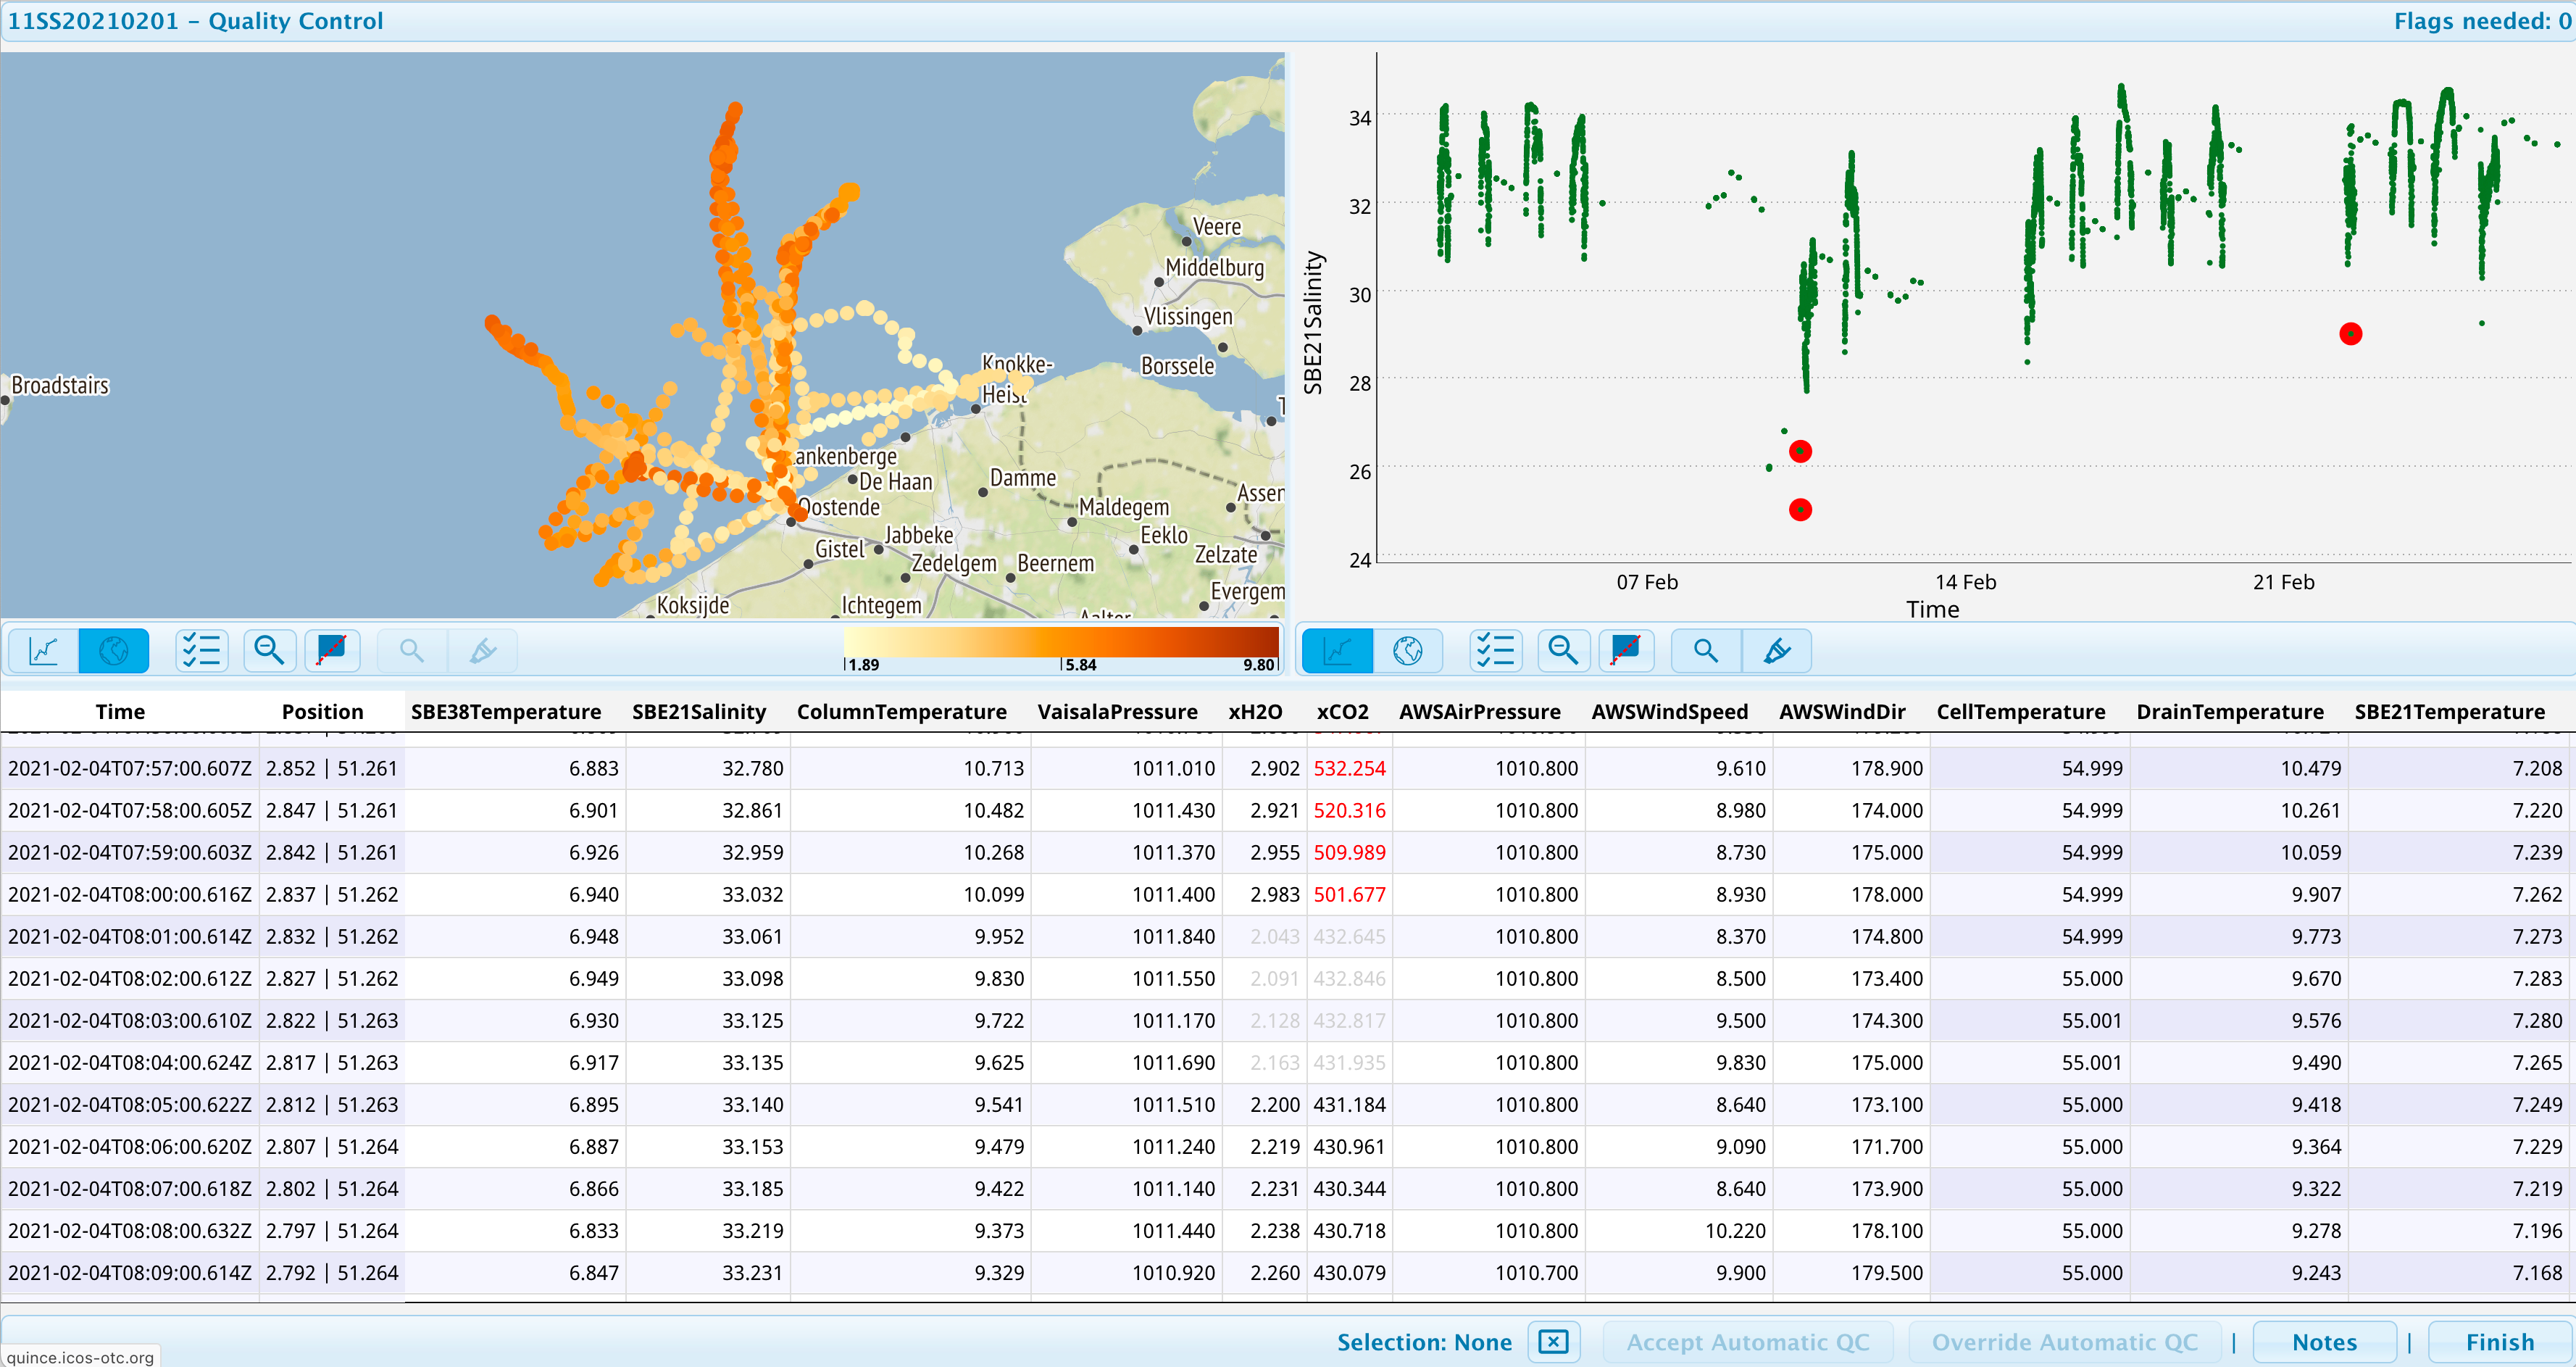 11SS20210201 – Quality Control
Flags needed: 0
Veere
Middelburg
Vlissingen
Borssele
Knokke-
Heist
Broadstairs
ankenberge
De Haan
Damme
Assen
Oostende
Maldegem
Jabbeke
Eeklo
Gistel
Zelzate
Zedelgem
Beernem
Evergem
Koksijde
Ichtegem
Aalter
SBE21Salinity
34
32
30
28
26
24
07 Feb
14 Feb
21 Feb
Time
1.89
5.84
9.80
Time Position SBE38Temperature SBE21Salinity ColumnTemperature VaisalaPressure xH2O xCO2 AWSAirPressure AWSWindSpeed AWSWindDir CellTemperature DrainTemperature SBE21Temperature
2021-02-04T07:57:00.607Z 2.852 | 51.261 6.883 32.780 10.713 1011.010 2.902 532.254 1010.800 9.610 178.900 54.999 10.479 7.208
2021-02-04T07:58:00.605Z 2.847 | 51.261 6.901 32.861 10.482 1011.430 2.921 520.316 1010.800 8.980 174.000 54.999 10.261 7.220
2021-02-04T07:59:00.603Z 2.842 | 51.261 6.926 32.959 10.268 1011.370 2.955 509.989 1010.800 8.730 175.000 54.999 10.059 7.239
2021-02-04T08:00:00.616Z 2.837 | 51.262 6.940 33.032 10.099 1011.400 2.983 501.677 1010.800 8.930 178.000 54.999 9.907 7.262
2021-02-04T08:01:00.614Z 2.832 | 51.262 6.948 33.061 9.952 1011.840 2.043 432.645 1010.800 8.370 174.800 54.999 9.773 7.273
2021-02-04T08:02:00.612Z 2.827 | 51.262 6.949 33.098 9.830 1011.550 2.091 432.846 1010.800 8.500 173.400 55.000 9.670 7.283
2021-02-04T08:03:00.610Z 2.822 | 51.263 6.930 33.125 9.722 1011.170 2.128 432.817 1010.800 9.500 174.300 55.001 9.576 7.280
2021-02-04T08:04:00.624Z 2.817 | 51.263 6.917 33.135 9.625 1011.690 2.163 431.935 1010.800 9.830 175.000 55.001 9.490 7.265
2021-02-04T08:05:00.622Z 2.812 | 51.263 6.895 33.140 9.541 1011.510 2.200 431.184 1010.800 8.640 173.100 55.000 9.418 7.249
2021-02-04T08:06:00.620Z 2.807 | 51.264 6.887 33.153 9.479 1011.240 2.219 430.961 1010.800 9.090 171.700 55.000 9.364 7.229
2021-02-04T08:07:00.618Z 2.802 | 51.264 6.866 33.185 9.422 1011.140 2.231 430.344 1010.800 8.640 173.900 55.000 9.322 7.219
2021-02-04T08:08:00.632Z 2.797 | 51.264 6.833 33.219 9.373 1011.440 2.238 430.718 1010.800 10.220 178.100 55.000 9.278 7.196
2021-02-04T08:09:00.614Z 2.792 | 51.264 6.847 33.231 9.329 1010.920 2.260 430.079 1010.700 9.900 179.500 55.000 9.243 7.168
Selection: None
Accept Automatic QC
Override Automatic QC
|
Notes
|
Finish
quince.icos-otc.org